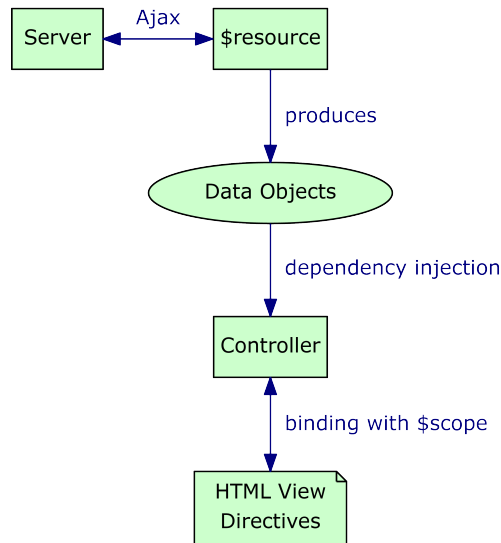 Ajax
Server
$resource
produces
Data Objects
dependency injection
Controller
binding with $scope
HTML View
Directives